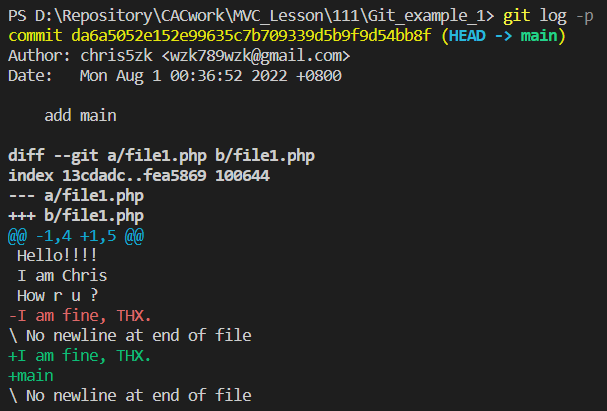 PS D:\Repository\CACwork\MVC_Lesson\111\Git_example_1> git log -p
commit da6a5052e152e99635c7b709339d5b9f9d54bb8f (HEAD -> main)
Author: chris5zk <wzk789wzk@gmail.com>
Date:   Mon Aug 1 00:36:52 2022 +0800

    add main

diff --git a/file1.php b/file1.php
index 13cdadc..fea5869 100644
--- a/file1.php
+++ b/file1.php
@@ -1,4 +1,5 @@
 Hello!!!!
 I am Chris
 How r u ?
-I am fine, THX.
\ No newline at end of file
+I am fine, THX.
+main
\ No newline at end of file